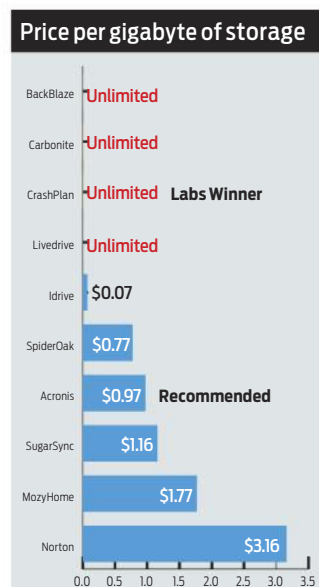 Price per gigabyte of storage
BackBlaze Unlimited
Carbonite Unlimited
CrashPlan Unlimited Labs Winner
Livedrive Unlimited
Idrive $0.07
SpiderOak $0.77
Acronis $0.97 Recommended
SugarSync $1.16
MozyHome $1.77
Norton $3.16
0.0 0.5 1.0 1.5 2.0 2.5 3.0 3.5